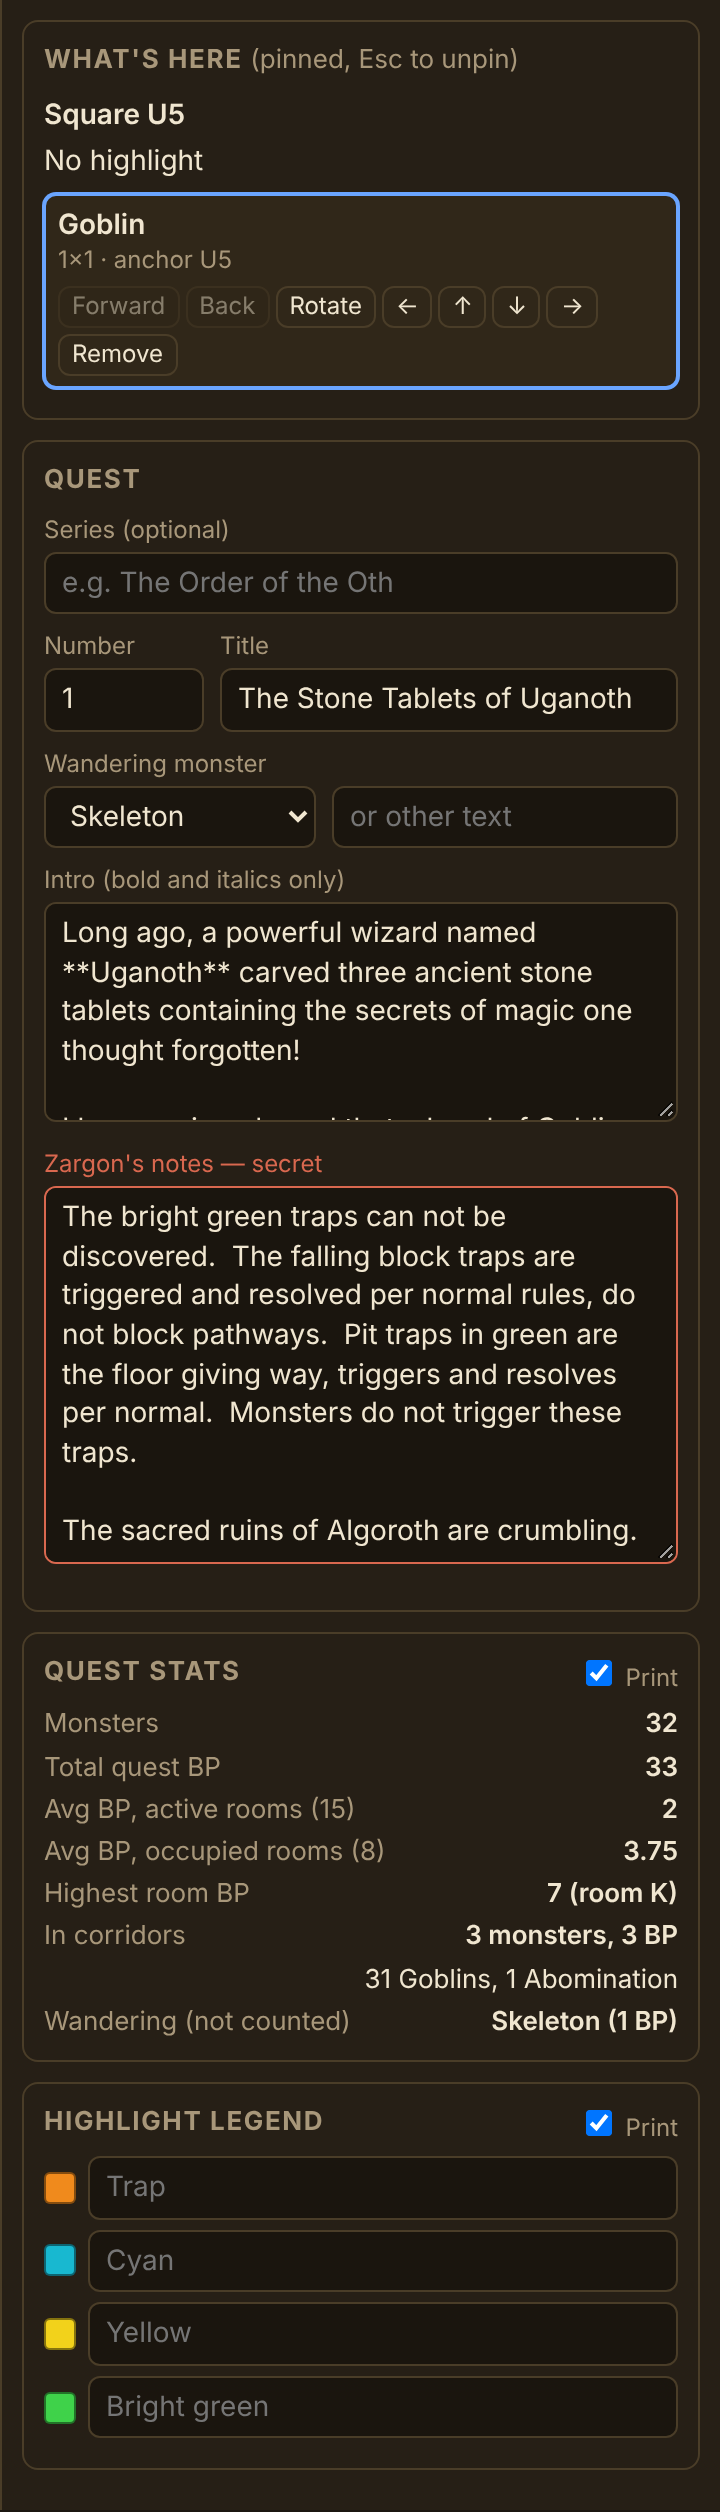 WHAT'S HERE (pinned, Esc to unpin)
Square U5
No highlight
Goblin
1×1 · anchor U5
Forward Back Rotate ← ↑ ↓ →
Remove
QUEST
Series (optional)
e.g. The Order of the Oth
Number Title
1 The Stone Tablets of Uganoth
Wandering monster
Skeleton or other text
Intro (bold and italics only)
Long ago, a powerful wizard named
**Uganoth** carved three ancient stone
tablets containing the secrets of magic one
thought forgotten!
Zargon's notes — secret
The bright green traps can not be
discovered.  The falling block traps are
triggered and resolved per normal rules, do
not block pathways.  Pit traps in green are
the floor giving way, triggers and resolves
per normal.  Monsters do not trigger these
traps.
The sacred ruins of Algoroth are crumbling.
QUEST STATS Print
Monsters 32
Total quest BP 33
Avg BP, active rooms (15) 2
Avg BP, occupied rooms (8) 3.75
Highest room BP 7 (room K)
In corridors 3 monsters, 3 BP
31 Goblins, 1 Abomination
Wandering (not counted) Skeleton (1 BP)
HIGHLIGHT LEGEND Print
Trap
Cyan
Yellow
Bright green